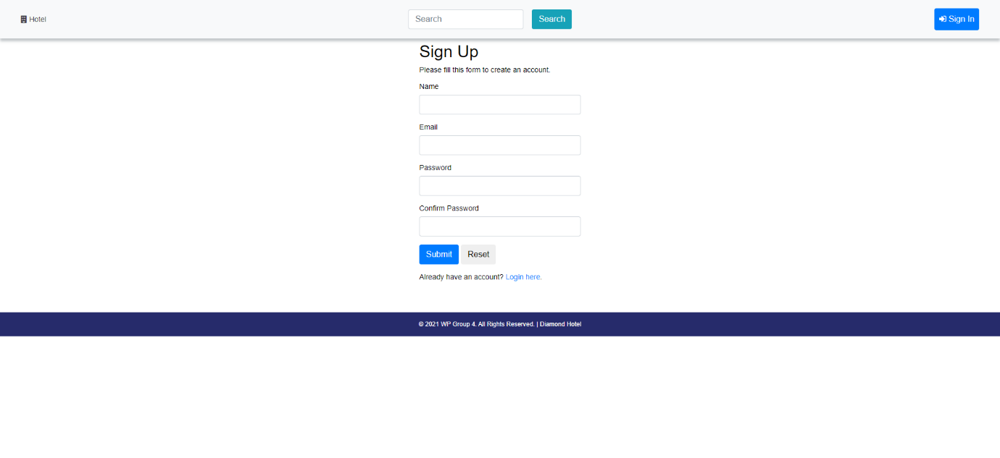 Hotel
Search
Search
Sign In
Sign Up
Please fill this form to create an account.
Name
Email
Password
Confirm Password
Submit
Reset
Already have an account? Login here.
© 2021 WP Group 4. All Rights Reserved. | Diamond Hotel